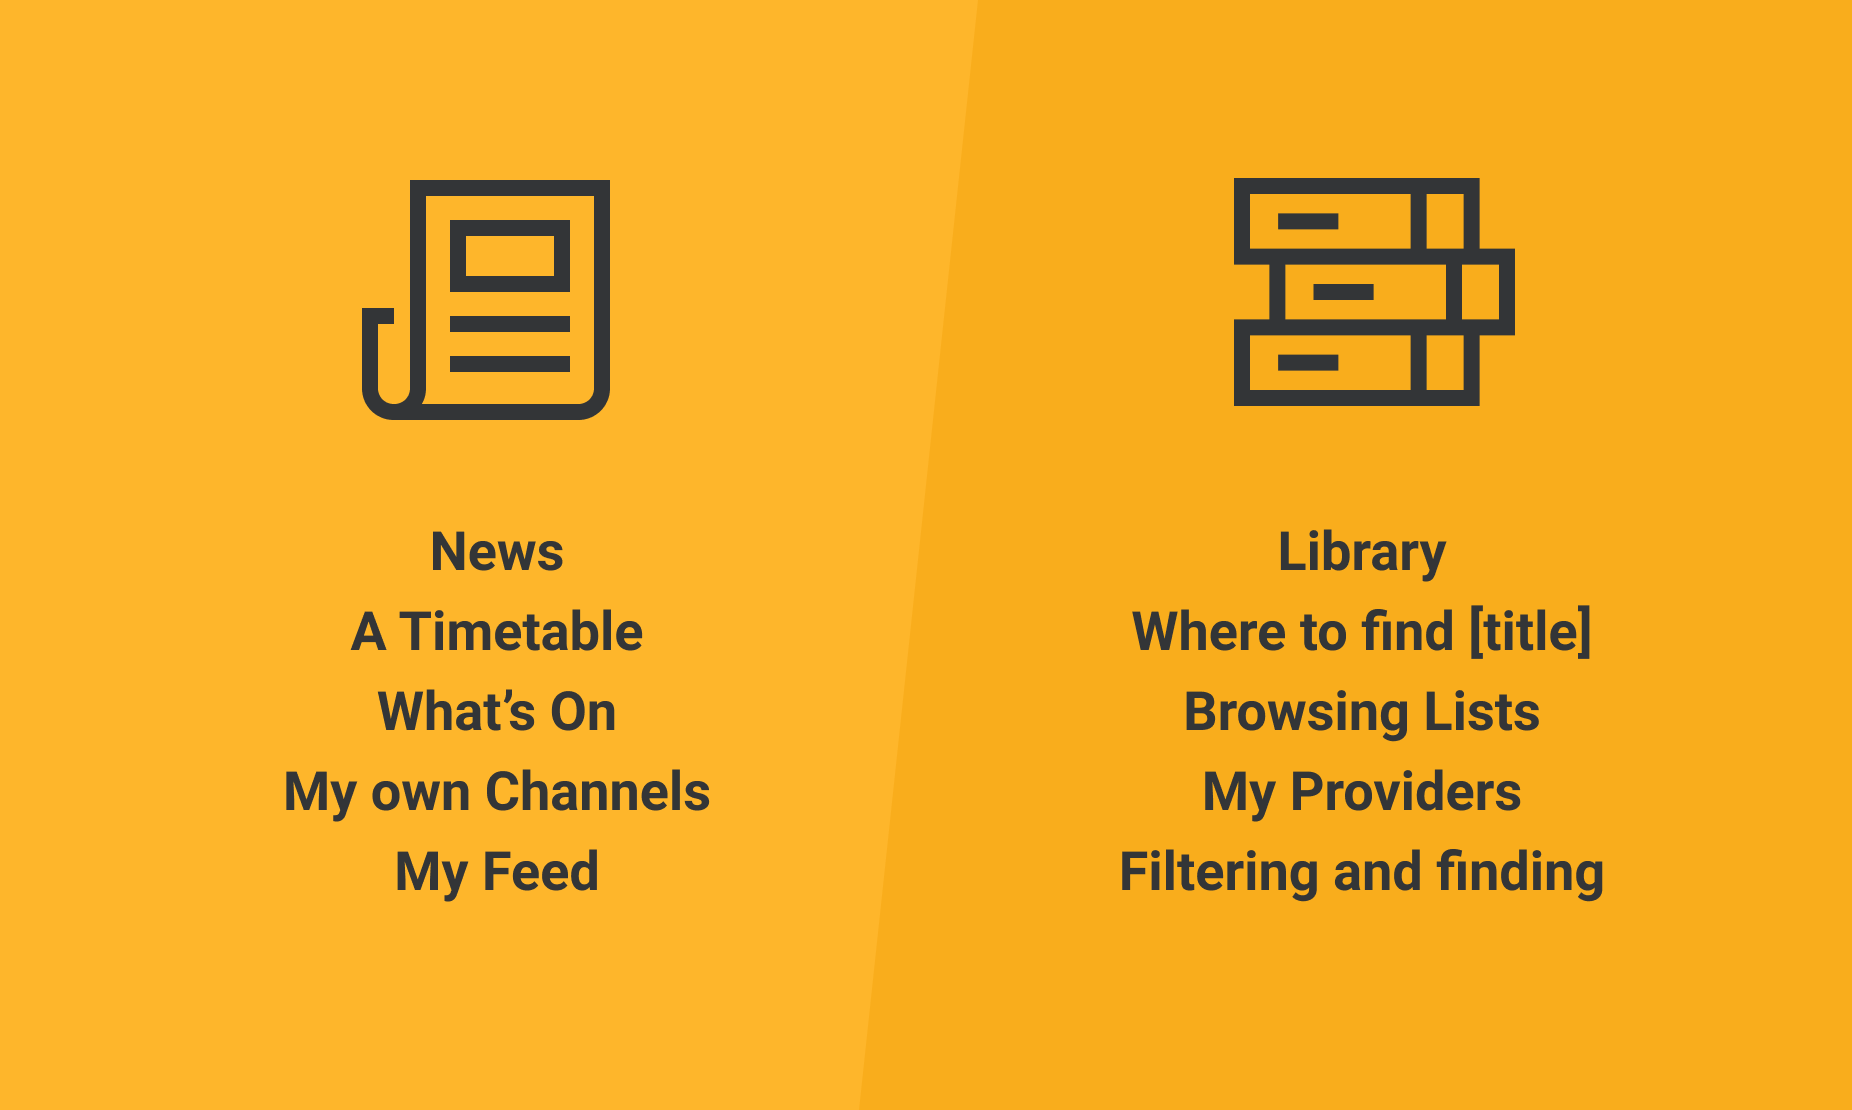 News
A Timetable
What’s On
My own Channels
My Feed
Library
Where to find [title]
Browsing Lists
My Providers
Filtering and finding